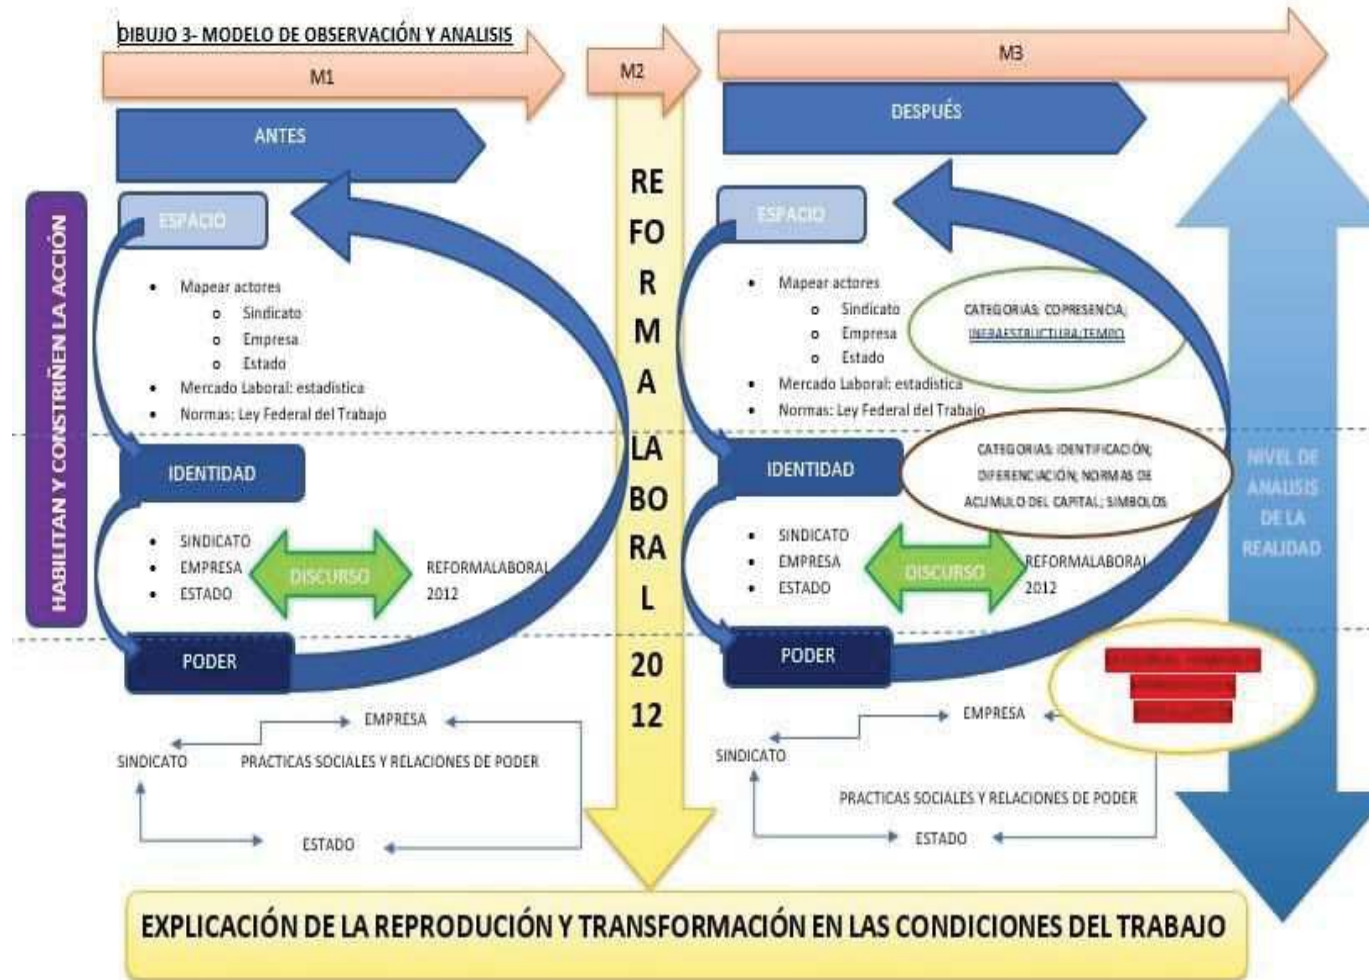 DIBUJO 3- MODELO DE OBSERVACIÓN Y ANALISIS
M1
M2
M3
ANTES
DESPUÉS
HABILITAN Y CONSTRIÑEN LA ACCIÓN
ESPACIO
• Mapear actores
o Sindicato
o Empresa
o Estado
• Mercado Laboral: estadística
• Normas: Ley Federal del Trabajo
IDENTIDAD
• SINDICATO
• EMPRESA
• ESTADO
DISCURSO
REFORMALABORAL
2012
PODER
EMPRESA
SINDICATO
PRACTICAS SOCIALES Y RELACIONES DE PODER
ESTADO
RE
FO
R
M
A
LA
BO
RA
L
20
12
ESPACIO
• Mapear actores
o Sindicato
o Empresa
o Estado
• Mercado Laboral: estadística
• Normas: Ley Federal del Trabajo
CATEGORIAS: COPRESENCIA;
INFRAESTRUCTURA;TEMPO
IDENTIDAD
CATEGORIAS: IDENTIFICACIÓN;
DIFERENCIACIÓN; NORMAS DE
ACUMULO DEL CAPITAL; SIMBOLOS
• SINDICATO
• EMPRESA
• ESTADO
DISCURSO
REFORMALABORAL
2012
PODER
EMPRESA
SINDICATO
PRACTICAS SOCIALES Y RELACIONES DE PODER
ESTADO
NIVEL DE
ANALISIS
DE LA
REALIDAD
EXPLICACIÓN DE LA REPRODUCIÓN Y TRANSFORMACIÓN EN LAS CONDICIONES DEL TRABAJO